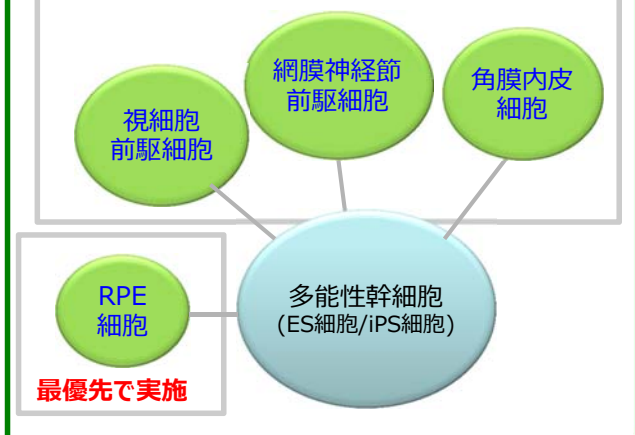 視細胞
前駆細胞
網膜神経節
前駆細胞
角膜内皮
細胞
RPE
細胞
最優先で実施
多能性幹細胞
(ES細胞/iPS細胞)